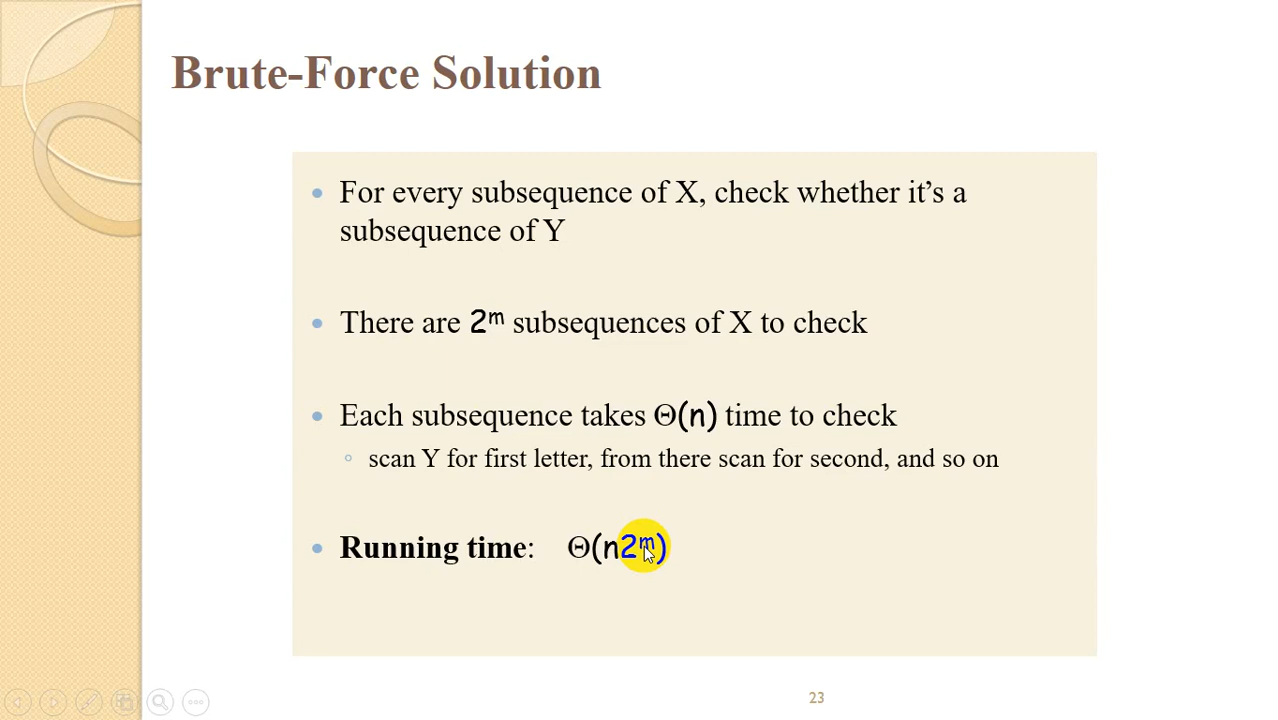 Brute-Force Solution
• For every subsequence of X, check whether it’s a
subsequence of Y
• There are 2ᵐ subsequences of X to check
• Each subsequence takes Θ(n) time to check
◦ scan Y for first letter, from there scan for second, and so on
• Running time: Θ(n2ᵐ)
23